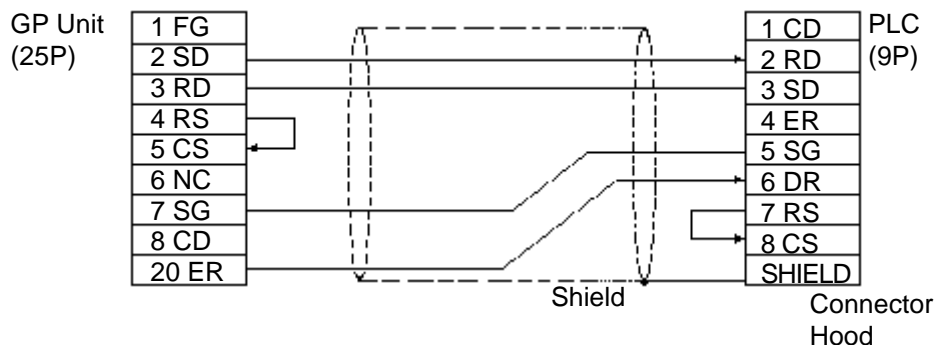 GP Unit
(25P)
1 FG
2 SD
3 RD
4 RS
5 CS
6 NC
7 SG
8 CD
20 ER
Shield
1 CD
2 RD
3 SD
4 ER
5 SG
6 DR
7 RS
8 CS
SHIELD
PLC
(9P)
Connector
Hood